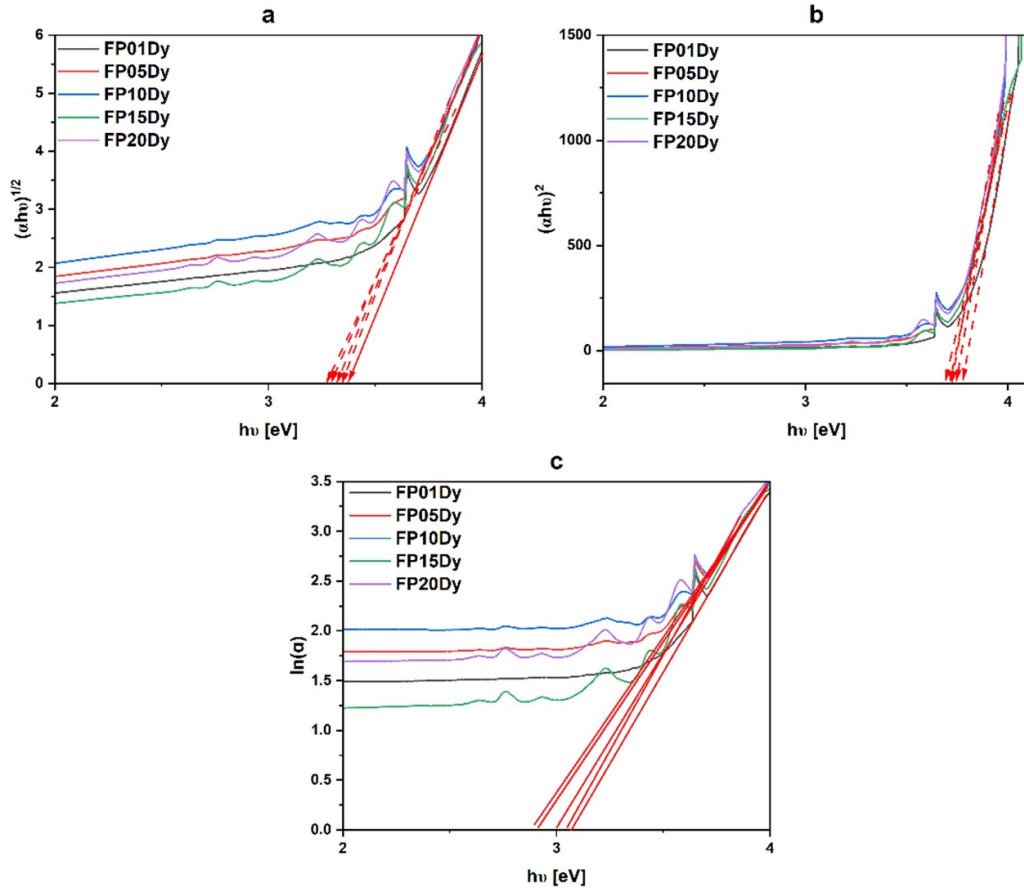 a
6
5
4
3
2
1
0
(αhυ)1/2
FP01Dy
FP05Dy
FP10Dy
FP15Dy
FP20Dy
2
3
4
hυ [eV]
b
1500
1000
500
0
(αhυ)2
FP01Dy
FP05Dy
FP10Dy
FP15Dy
FP20Dy
2
3
4
hυ [eV]
c
3.5
3.0
2.5
2.0
1.5
1.0
0.5
0.0
ln(α)
FP01Dy
FP05Dy
FP10Dy
FP15Dy
FP20Dy
2
3
4
hυ [eV]